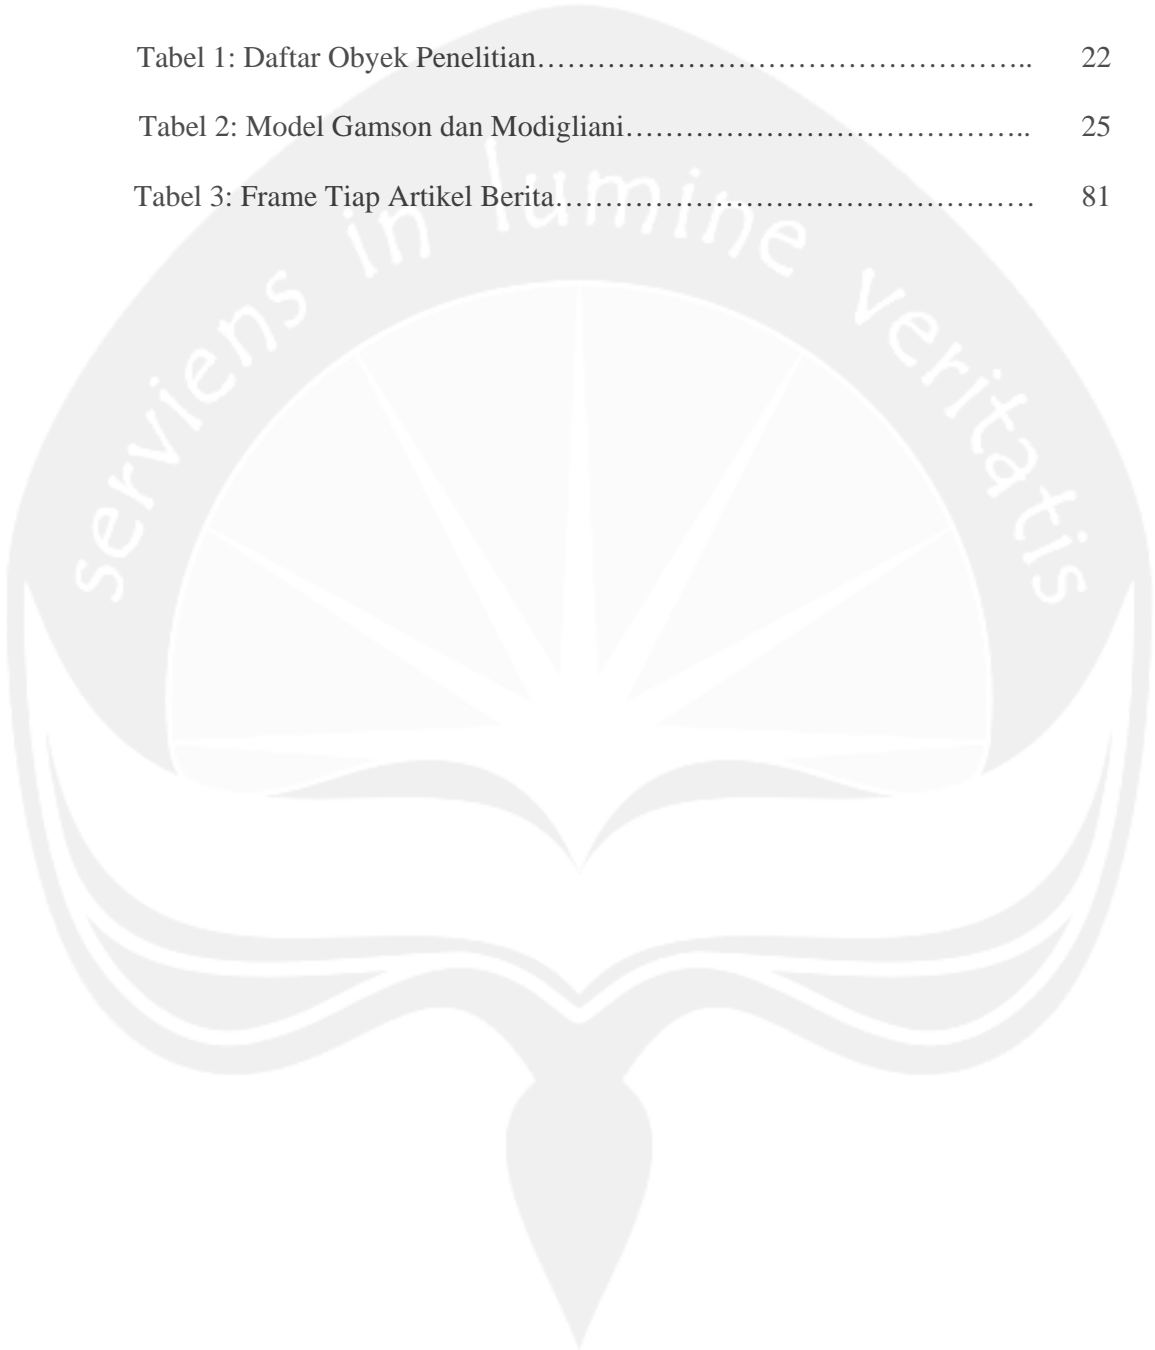 Tabel 1: Daftar Obyek Penelitian…………………………………………..    22
Tabel 2: Model Gamson dan Modigliani…………………………………..    25
Tabel 3: Frame Tiap Artikel Berita…………………………………………    81
serviens in lumine veritatis